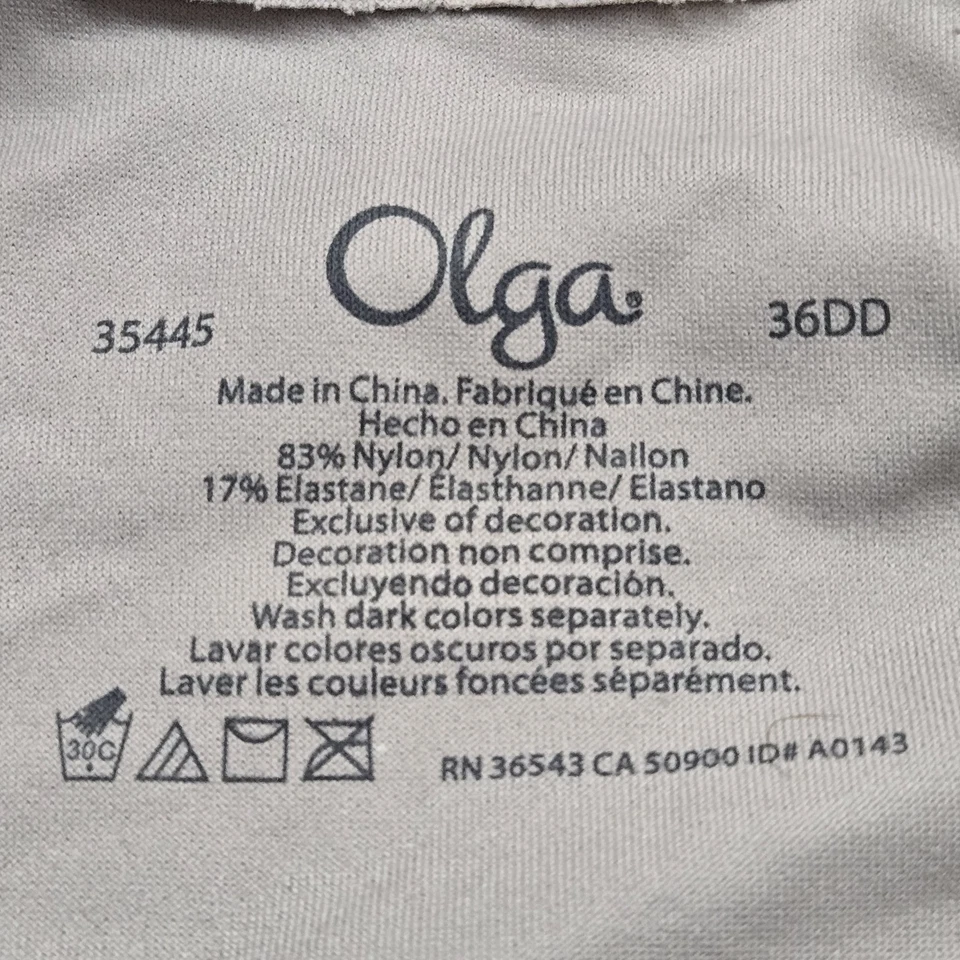 Olga®
35445
36DD
Made in China. Fabriqué en Chine.
Hecho en China
83% Nylon/ Nylon/ Nailon
17% Elastane/ Élasthanne/ Elastano
Exclusive of decoration.
Decoration non comprise.
Excluyendo decoración.
Wash dark colors separately.
Lavar colores oscuros por separado.
Laver les couleurs foncées séparément.
30C
RN 36543 CA 50900 ID# A0143